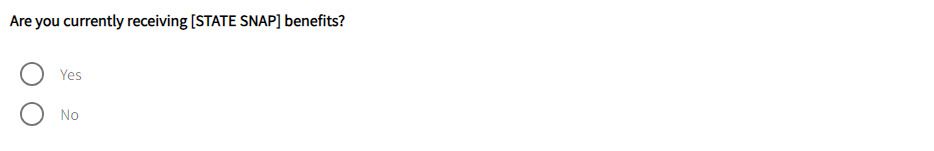 Are you currently receiving [STATE SNAP] benefits?
Yes
No